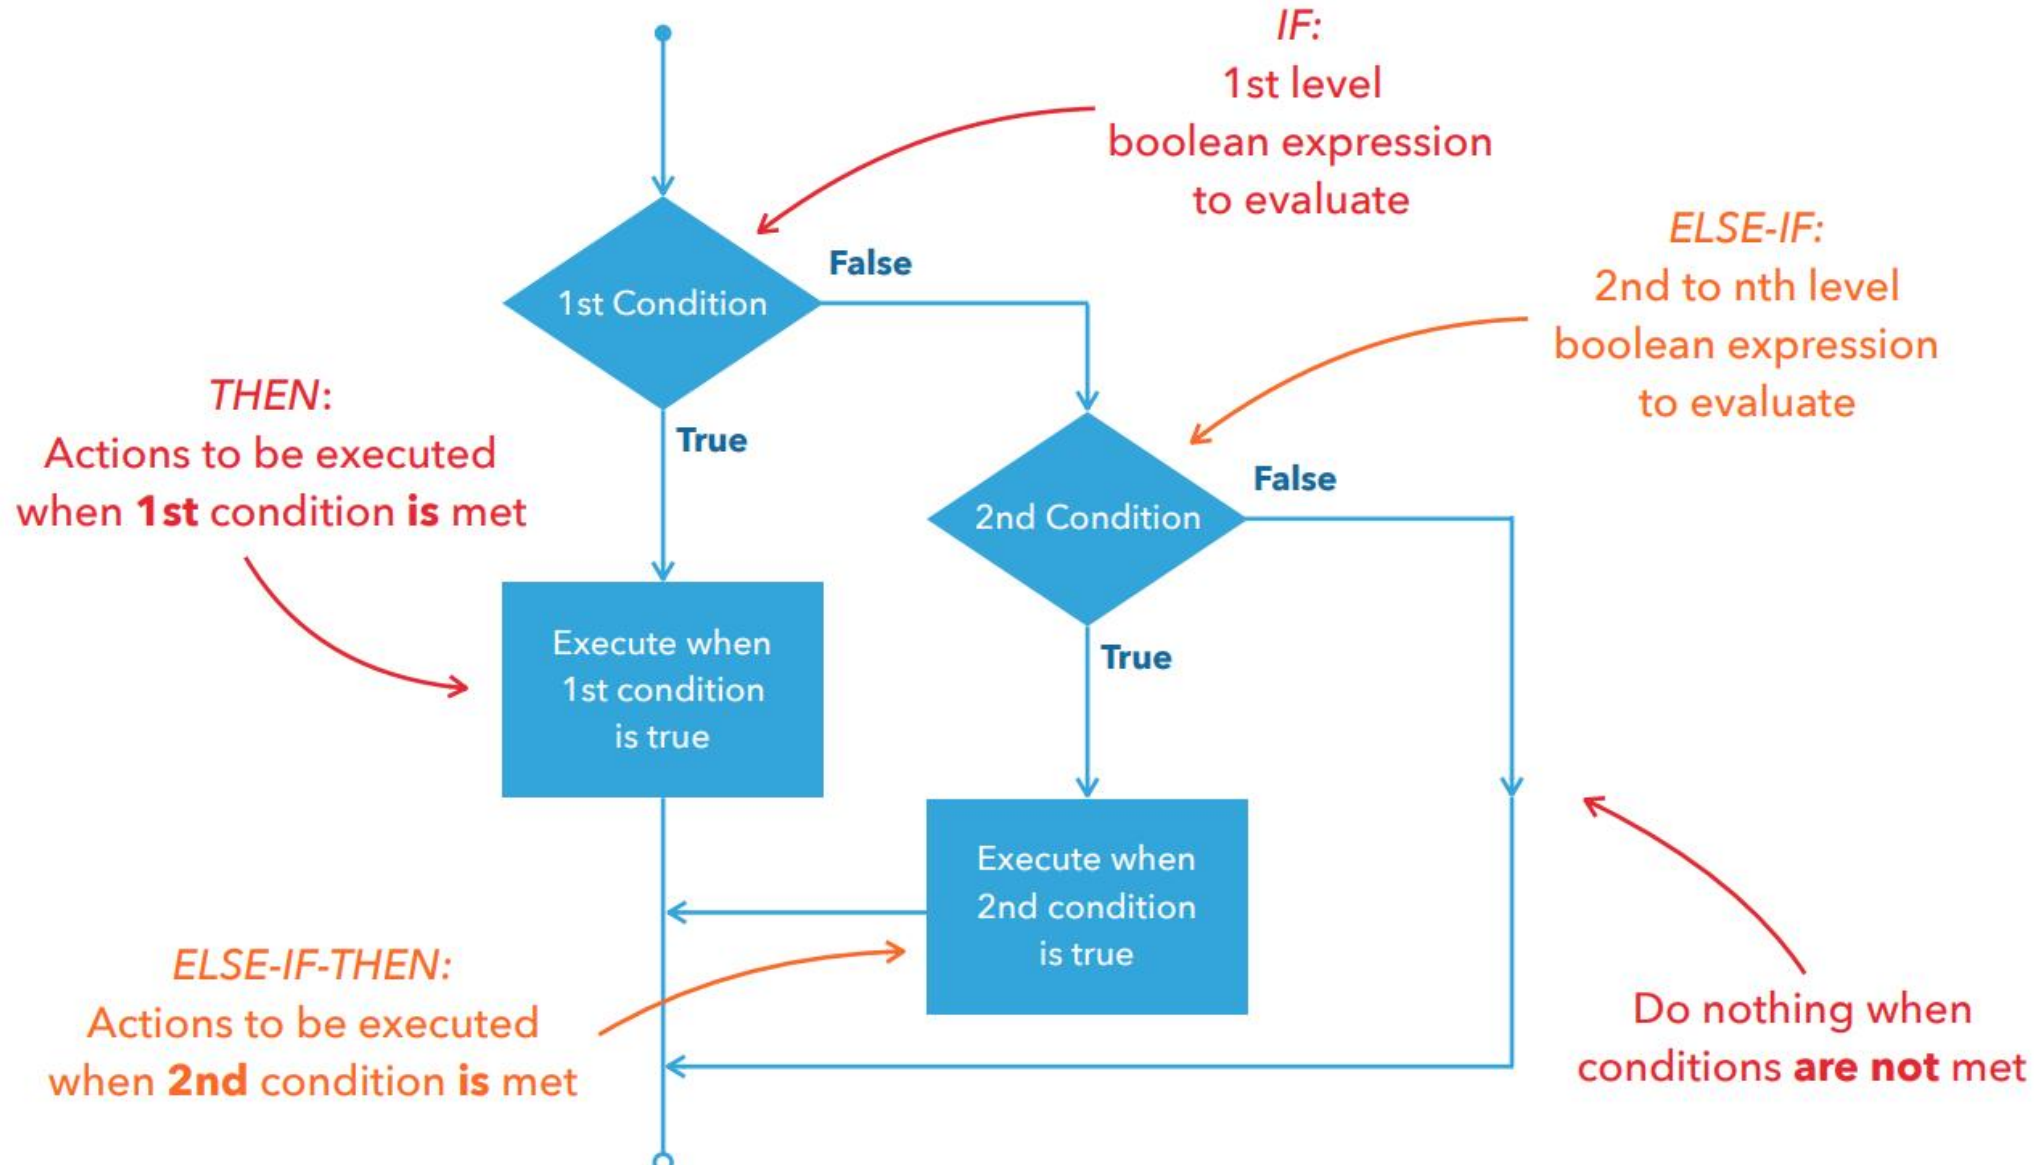 IF:
1st level
boolean expression
to evaluate
False
1st Condition
ELSE-IF:
2nd to nth level
boolean expression
to evaluate
THEN:
Actions to be executed
when 1st condition is met
True
False
2nd Condition
Execute when
1st condition
is true
True
Execute when
2nd condition
is true
ELSE-IF-THEN:
Actions to be executed
when 2nd condition is met
Do nothing when
conditions are not met